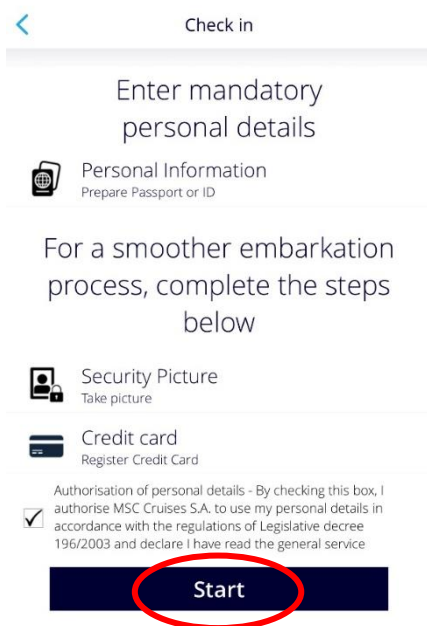 Check in
Enter mandatory
personal details
Personal Information
Prepare Passport or ID
For a smoother embarkation
process, complete the steps
below
Security Picture
Take picture
Credit card
Register Credit Card
Authorisation of personal details - By checking this box, I
authorise MSC Cruises S.A. to use my personal details in
accordance with the regulations of Legislative decree
196/2003 and declare I have read the general service
Start